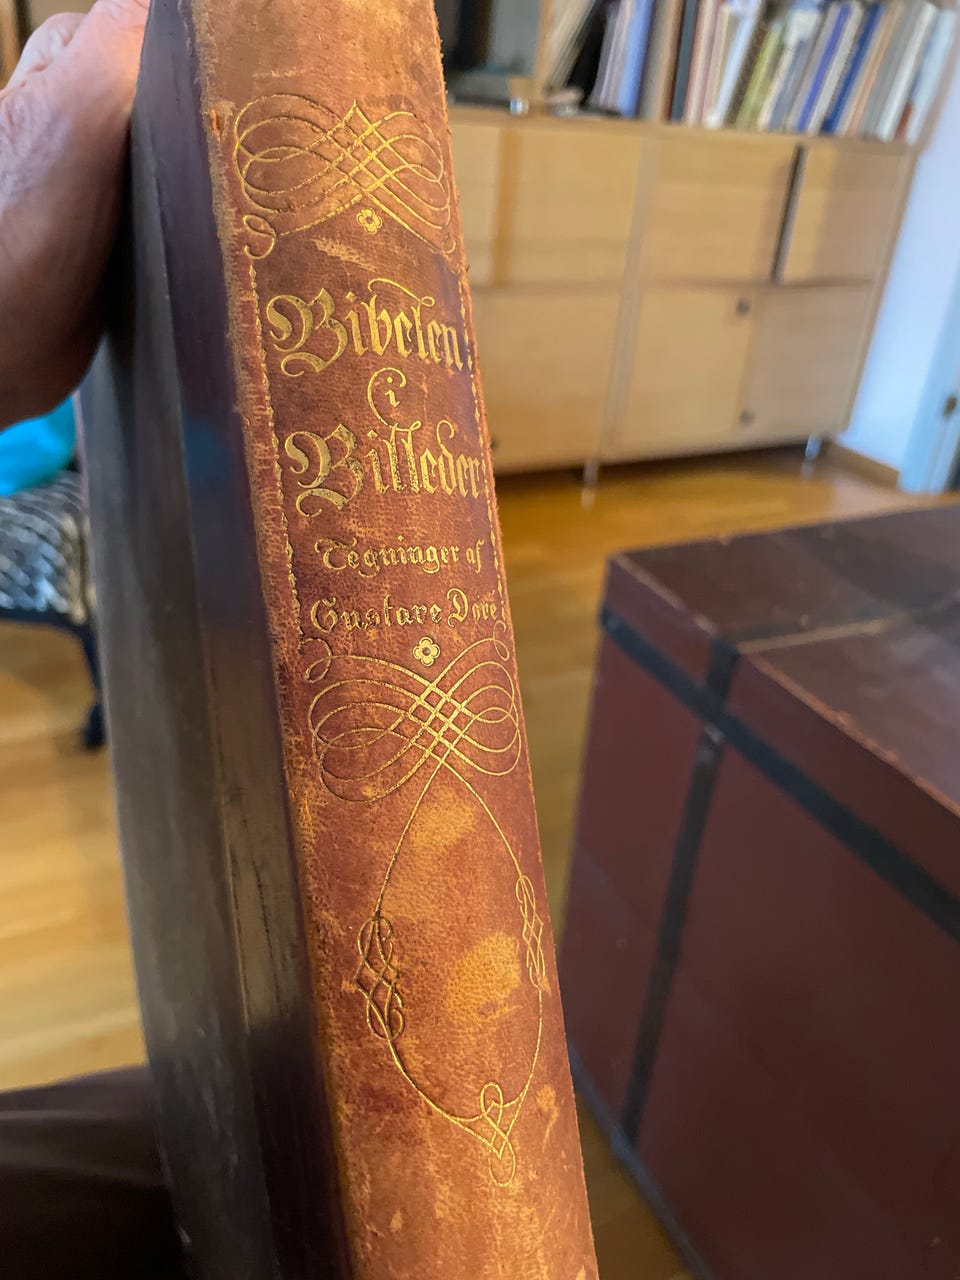 Bibelen
i
Billeder
Tegninger af
Gustave Doré